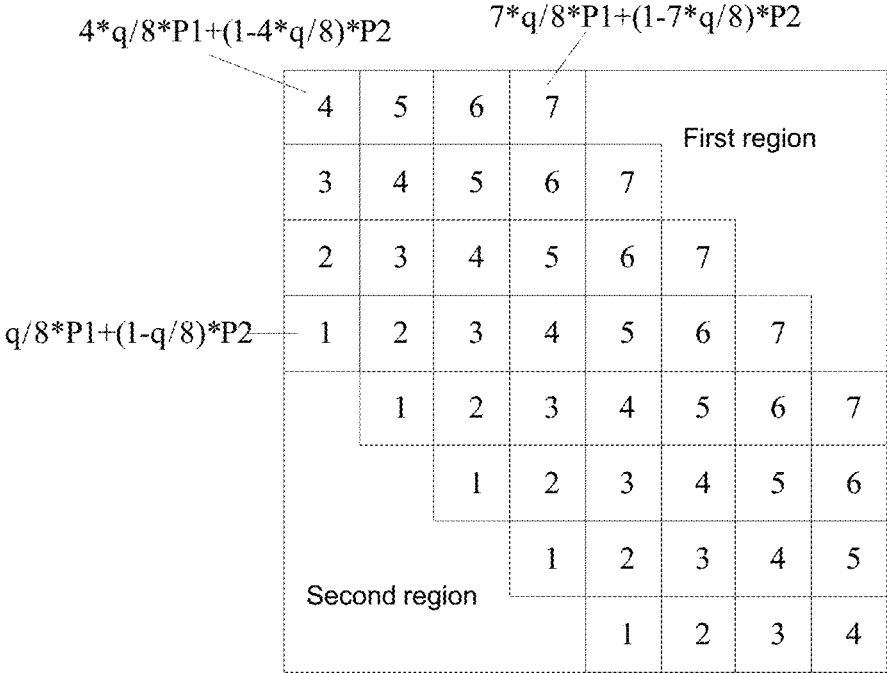 4*q/8*P1+(1-4*q/8)*P2
7*q/8*P1+(1-7*q/8)*P2
4 5 6 7
First region
3 4 5 6 7
2 3 4 5 6 7
q/8*P1+(1-q/8)*P2
1 2 3 4 5 6 7
1 2 3 4 5 6 7
1 2 3 4 5 6
1 2 3 4 5
Second region
1 2 3 4